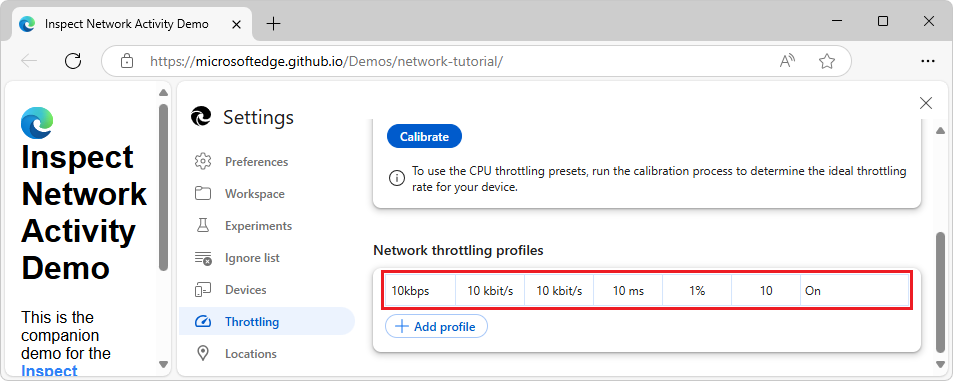 Inspect Network Activity Demo
https://microsoftedge.github.io/Demos/network-tutorial/
Inspect
Network
Activity
Demo
This is the
companion
demo for the
Inspect
Settings
Preferences
Workspace
Experiments
Ignore list
Devices
Throttling
Locations
Calibrate
To use the CPU throttling presets, run the calibration process to determine the ideal throttling
rate for your device.
Network throttling profiles
10kbps 10 kbit/s 10 kbit/s 10 ms 1% 10 On
Add profile